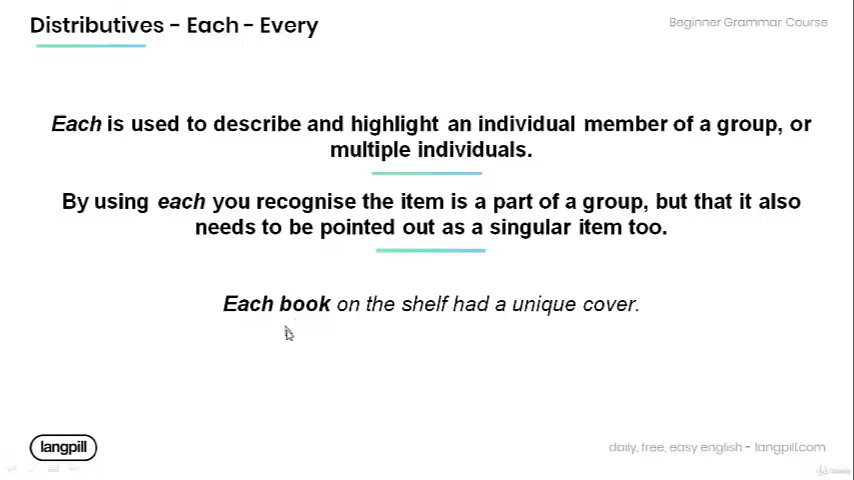 Distributives - Each - Every
Beginner Grammar Course
Each is used to describe and highlight an individual member of a group, or
multiple individuals.
By using each you recognise the item is a part of a group, but that it also
needs to be pointed out as a singular item too.
Each book on the shelf had a unique cover.
langpill
daily, free, easy english - langpill.com